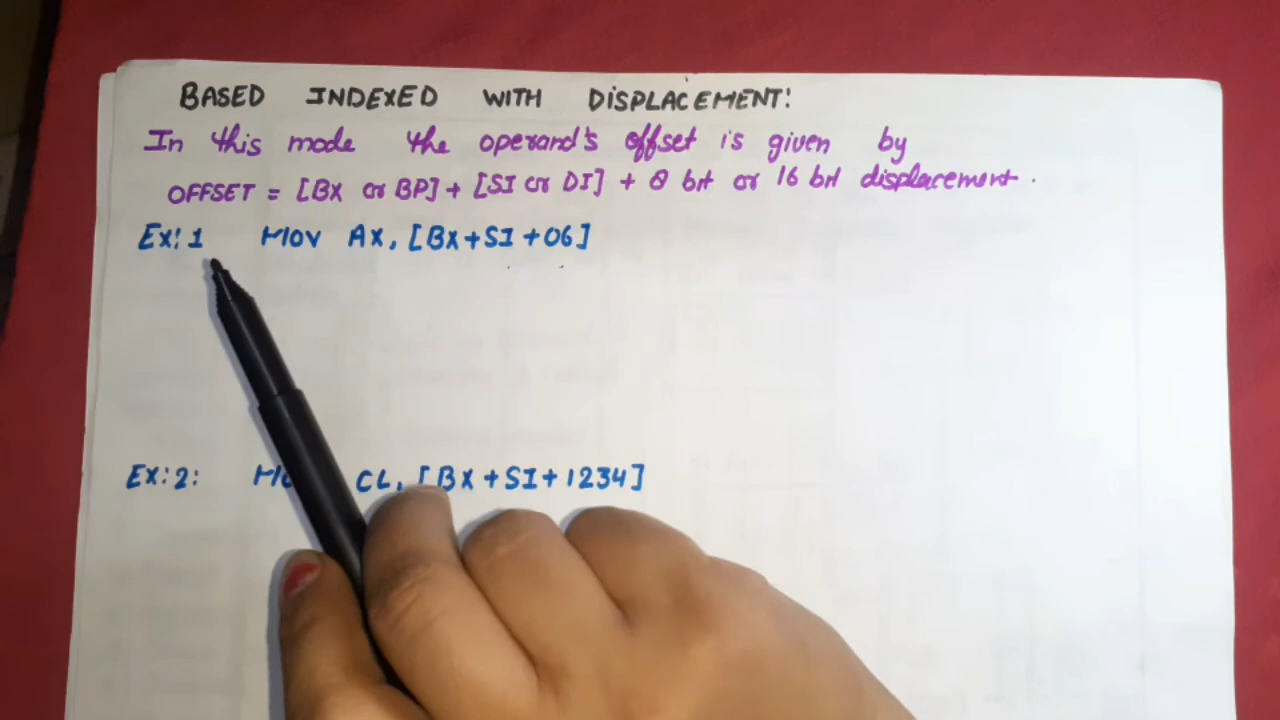 BASED INDEXED WITH DISPLACEMENT:
In this mode the operand's offset is given by
OFFSET = [BX or BP] + [SI or DI] + 8 bit or 16 bit displacement.
Ex:1 MOV AX, [BX+SI+06]
Ex:2: CL, [BX+SI+1234]